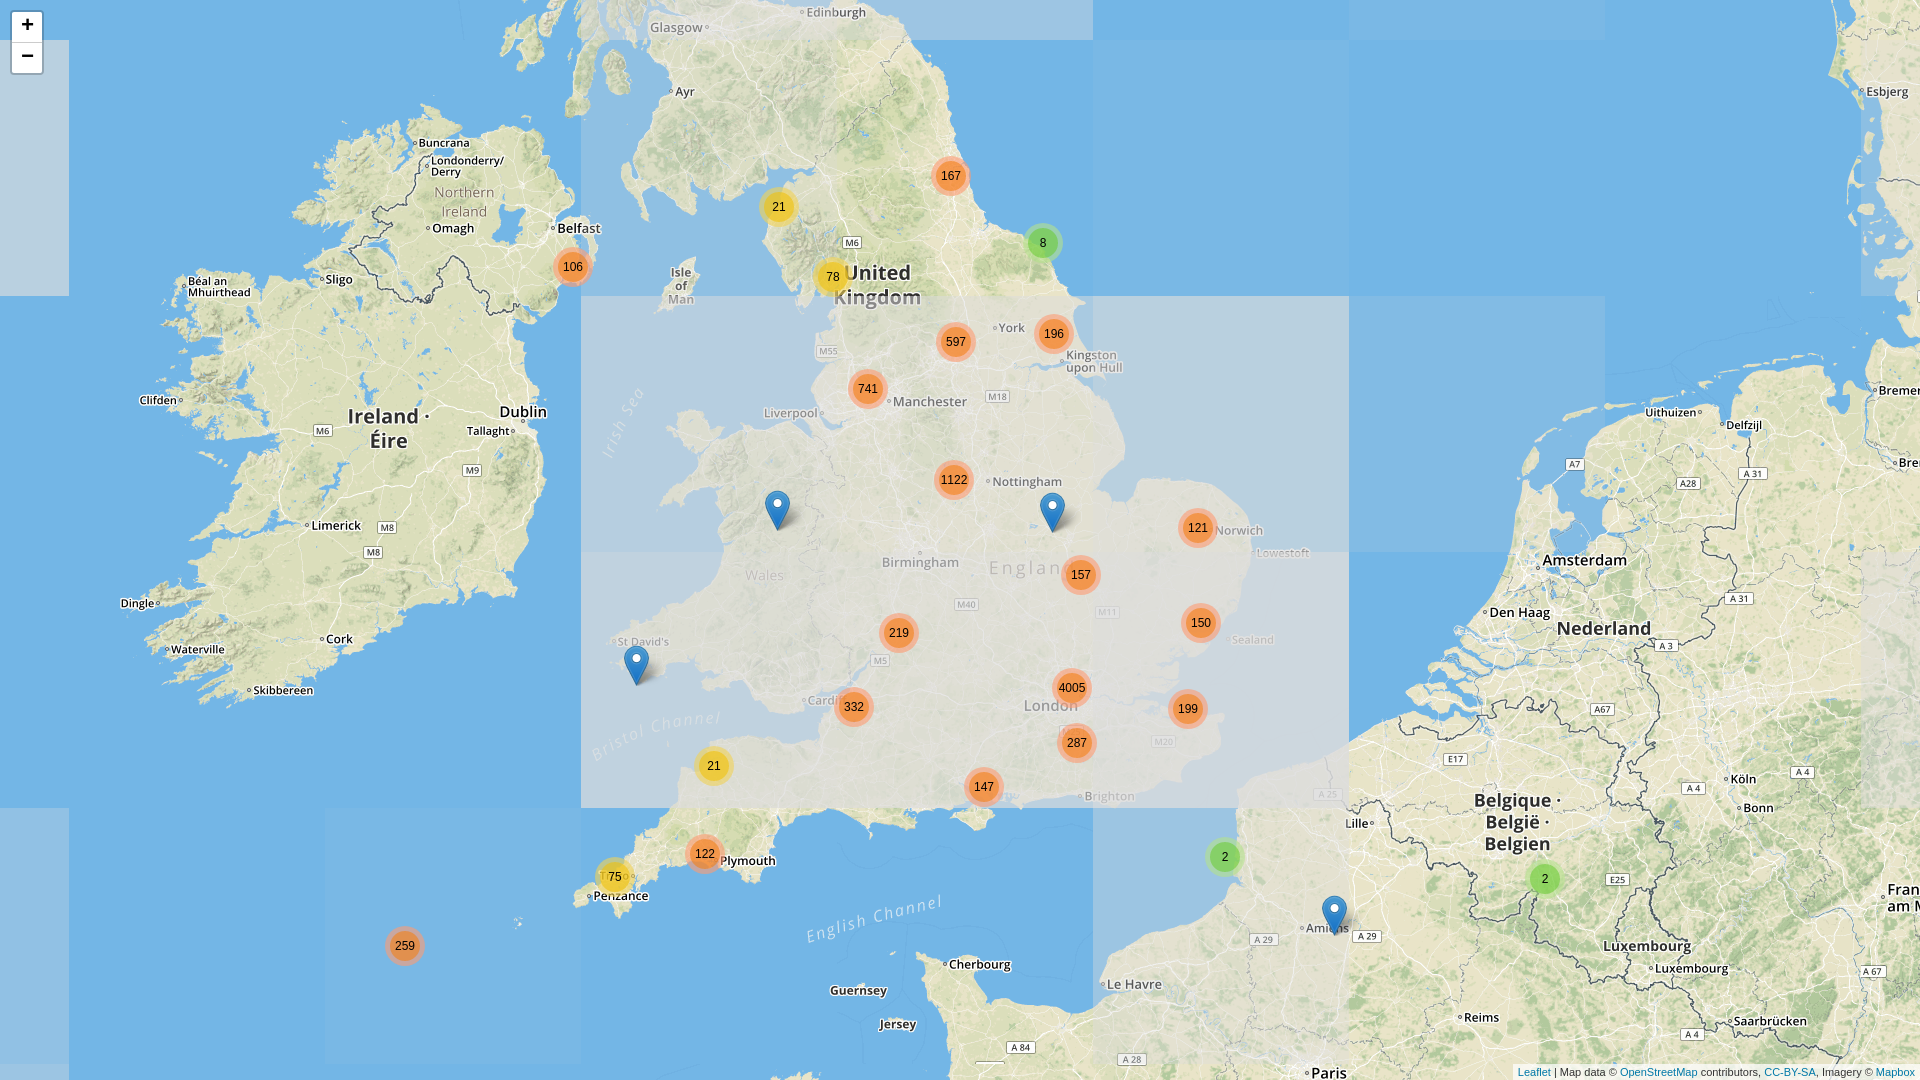 +
−
Edinburgh
Glasgow
Ayr
Esbjerg
Buncrana
Londonderry/
Derry
Northern
Ireland
Omagh
Belfast
167
21
M6
8
106
78
United
Kingdom
Isle
of
Man
Béal an
Mhuirthead
Sligo
York
196
597
M55
Kingston
upon Hull
741
M18
Manchester
Liverpool
Irish Sea
Clifden
Ireland ·
Éire
Dublin
Tallaght
M6
M9
Bremer
Uithuizen
Delfzijl
A7
A 31
Bre
A28
1122
Nottingham
121
Norwich
Lowestoft
Limerick
M8
M8
Birmingham
Wales
Englan
157
Amsterdam
M40
M11
A 31
Dingle
Den Haag
Nederland
219
150
Sealand
Cork
Waterville
St David's
M5
A 3
Skibbereen
4005
Cardif
332
London
199
A67
Bristol Channel
287
M20
E17
21
147
Brighton
A 25
Köln
A 4
A 4
Bonn
Belgique ·
België ·
Belgien
Lille
122
Plymouth
2
75
Penzance
2
E25
Fran
am M
English Channel
259
Amiens
A 29
A 29
Luxembourg
Luxembourg
A 67
Cherbourg
Guernsey
Le Havre
Jersey
Reims
Saarbrücken
A 4
A 84
A 28
Paris
Leaflet | Map data © OpenStreetMap contributors, CC-BY-SA, Imagery © Mapbox